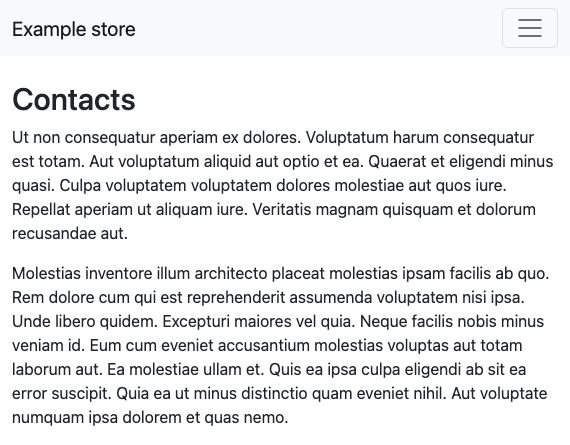 Example store
Contacts
Ut non consequatur aperiam ex dolores. Voluptatum harum consequatur
est totam. Aut voluptatum aliquid aut optio et ea. Quaerat et eligendi minus
quasi. Culpa voluptatem voluptatem dolores molestiae aut quos iure.
Repellat aperiam ut aliquam iure. Veritatis magnam quisquam et dolorum
recusandae aut.
Molestias inventore illum architecto placeat molestias ipsam facilis ab quo.
Rem dolore cum qui est reprehenderit assumenda voluptatem nisi ipsa.
Unde libero quidem. Excepturi maiores vel quia. Neque facilis nobis minus
veniam id. Eum cum eveniet accusantium molestias voluptas aut totam
laborum aut. Ea molestiae ullam et. Quis ea ipsa culpa eligendi ab sit ea
error suscipit. Quia ea ut minus distinctio quam eveniet nihil. Aut voluptate
numquam ipsa dolorem et quas nemo.